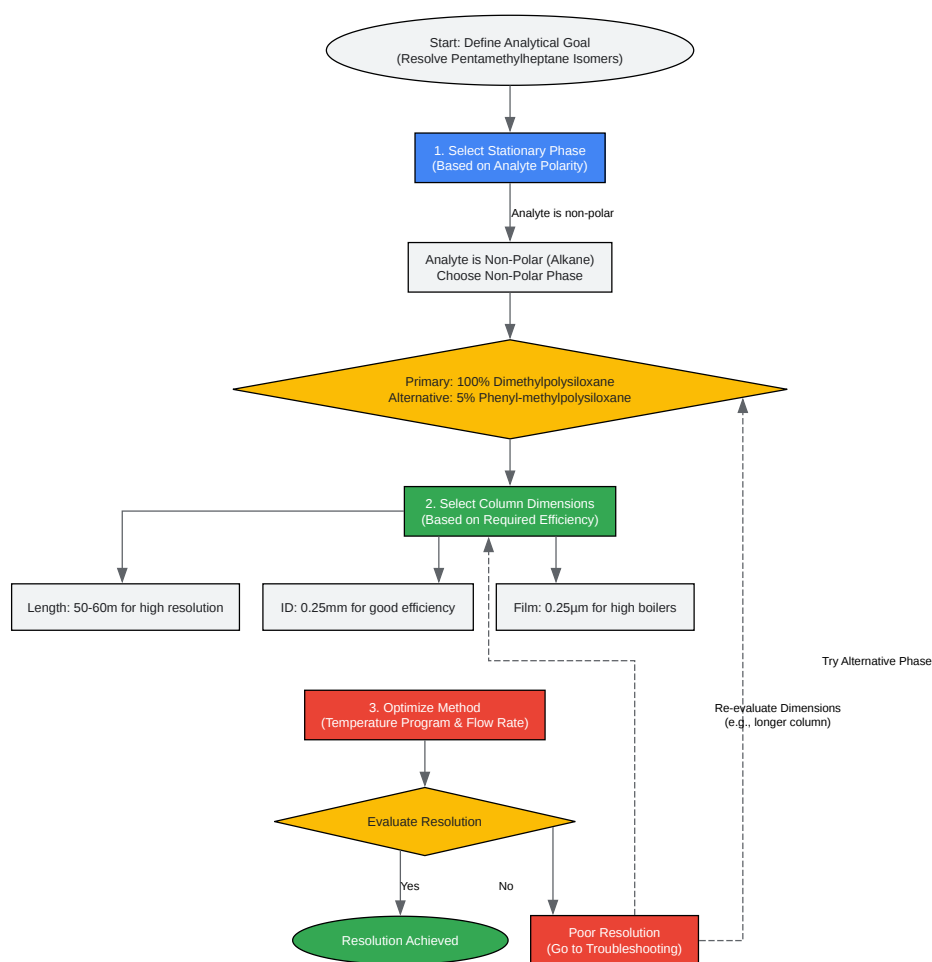 Start: Define Analytical Goal
(Resolve Pentamethylheptane Isomers)
1. Select Stationary Phase
(Based on Analyte Polarity)
Analyte is non-polar
Analyte is Non-Polar (Alkane)
Choose Non-Polar Phase
Primary: 100% Dimethylpolysiloxane
Alternative: 5% Phenyl-methylpolysiloxane
2. Select Column Dimensions
(Based on Required Efficiency)
Length: 50-60m for high resolution
ID: 0.25mm for good efficiency
Film: 0.25µm for high boilers
Try Alternative Phase
Re-evaluate Dimensions
(e.g., longer column)
3. Optimize Method
(Temperature Program & Flow Rate)
Evaluate Resolution
Yes
No
Resolution Achieved
Poor Resolution
(Go to Troubleshooting)